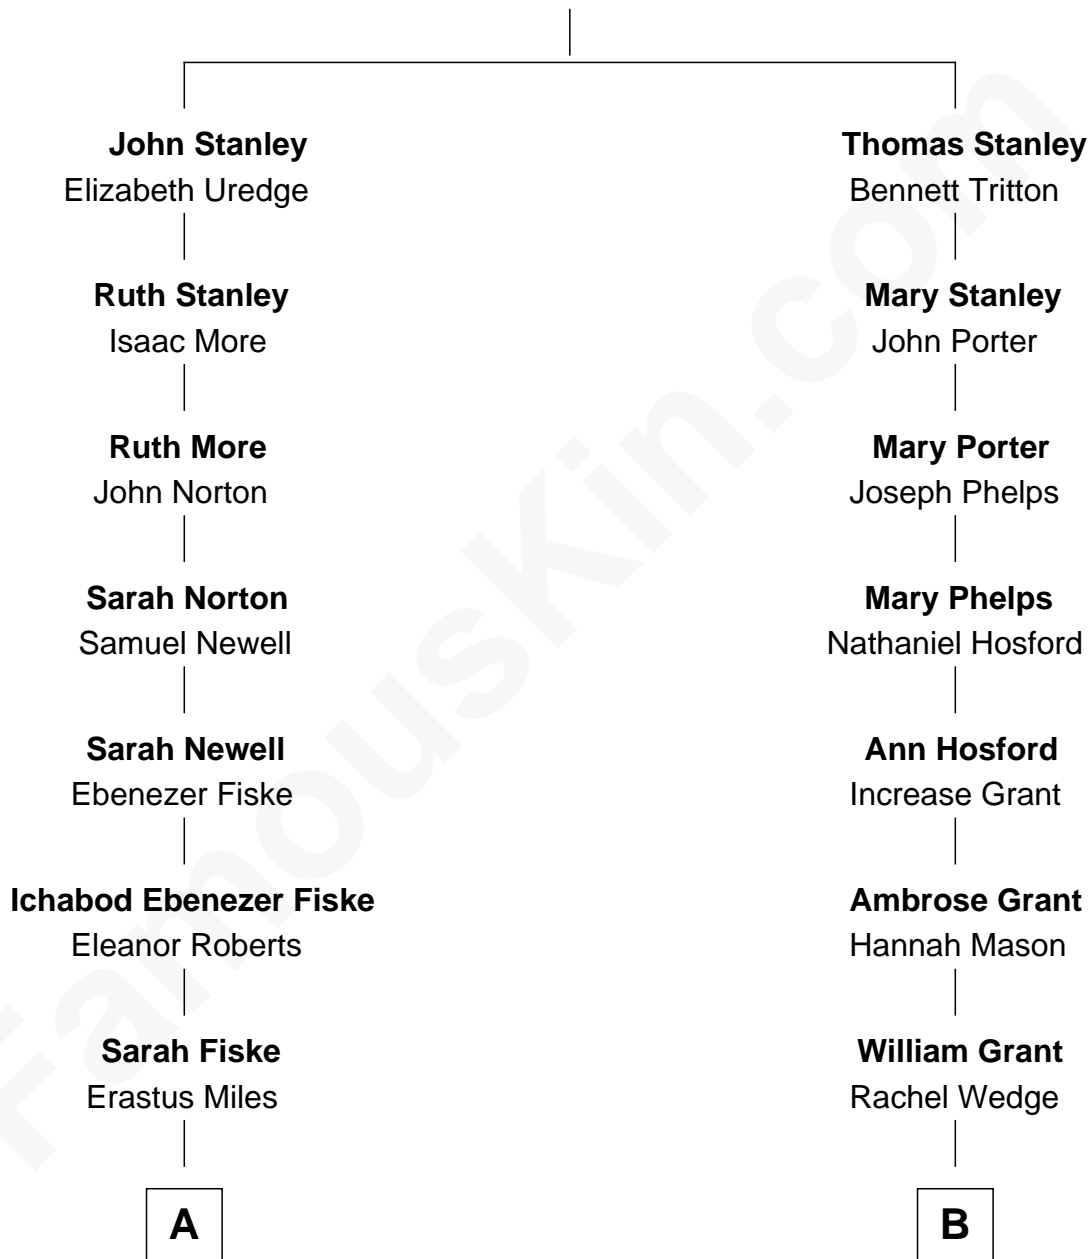 John Stanley
Elizabeth Uredge
Ruth Stanley
Isaac More
Ruth More
John Norton
Sarah Norton
Samuel Newell
Sarah Newell
Ebenezer Fiske
Ichabod Ebenezer Fiske
Eleanor Roberts
Sarah Fiske
Erastus Miles
A
Thomas Stanley
Bennett Tritton
Mary Stanley
John Porter
Mary Porter
Joseph Phelps
Mary Phelps
Nathaniel Hosford
Ann Hosford
Increase Grant
Ambrose Grant
Hannah Mason
William Grant
Rachel Wedge
B
FamousKin.com